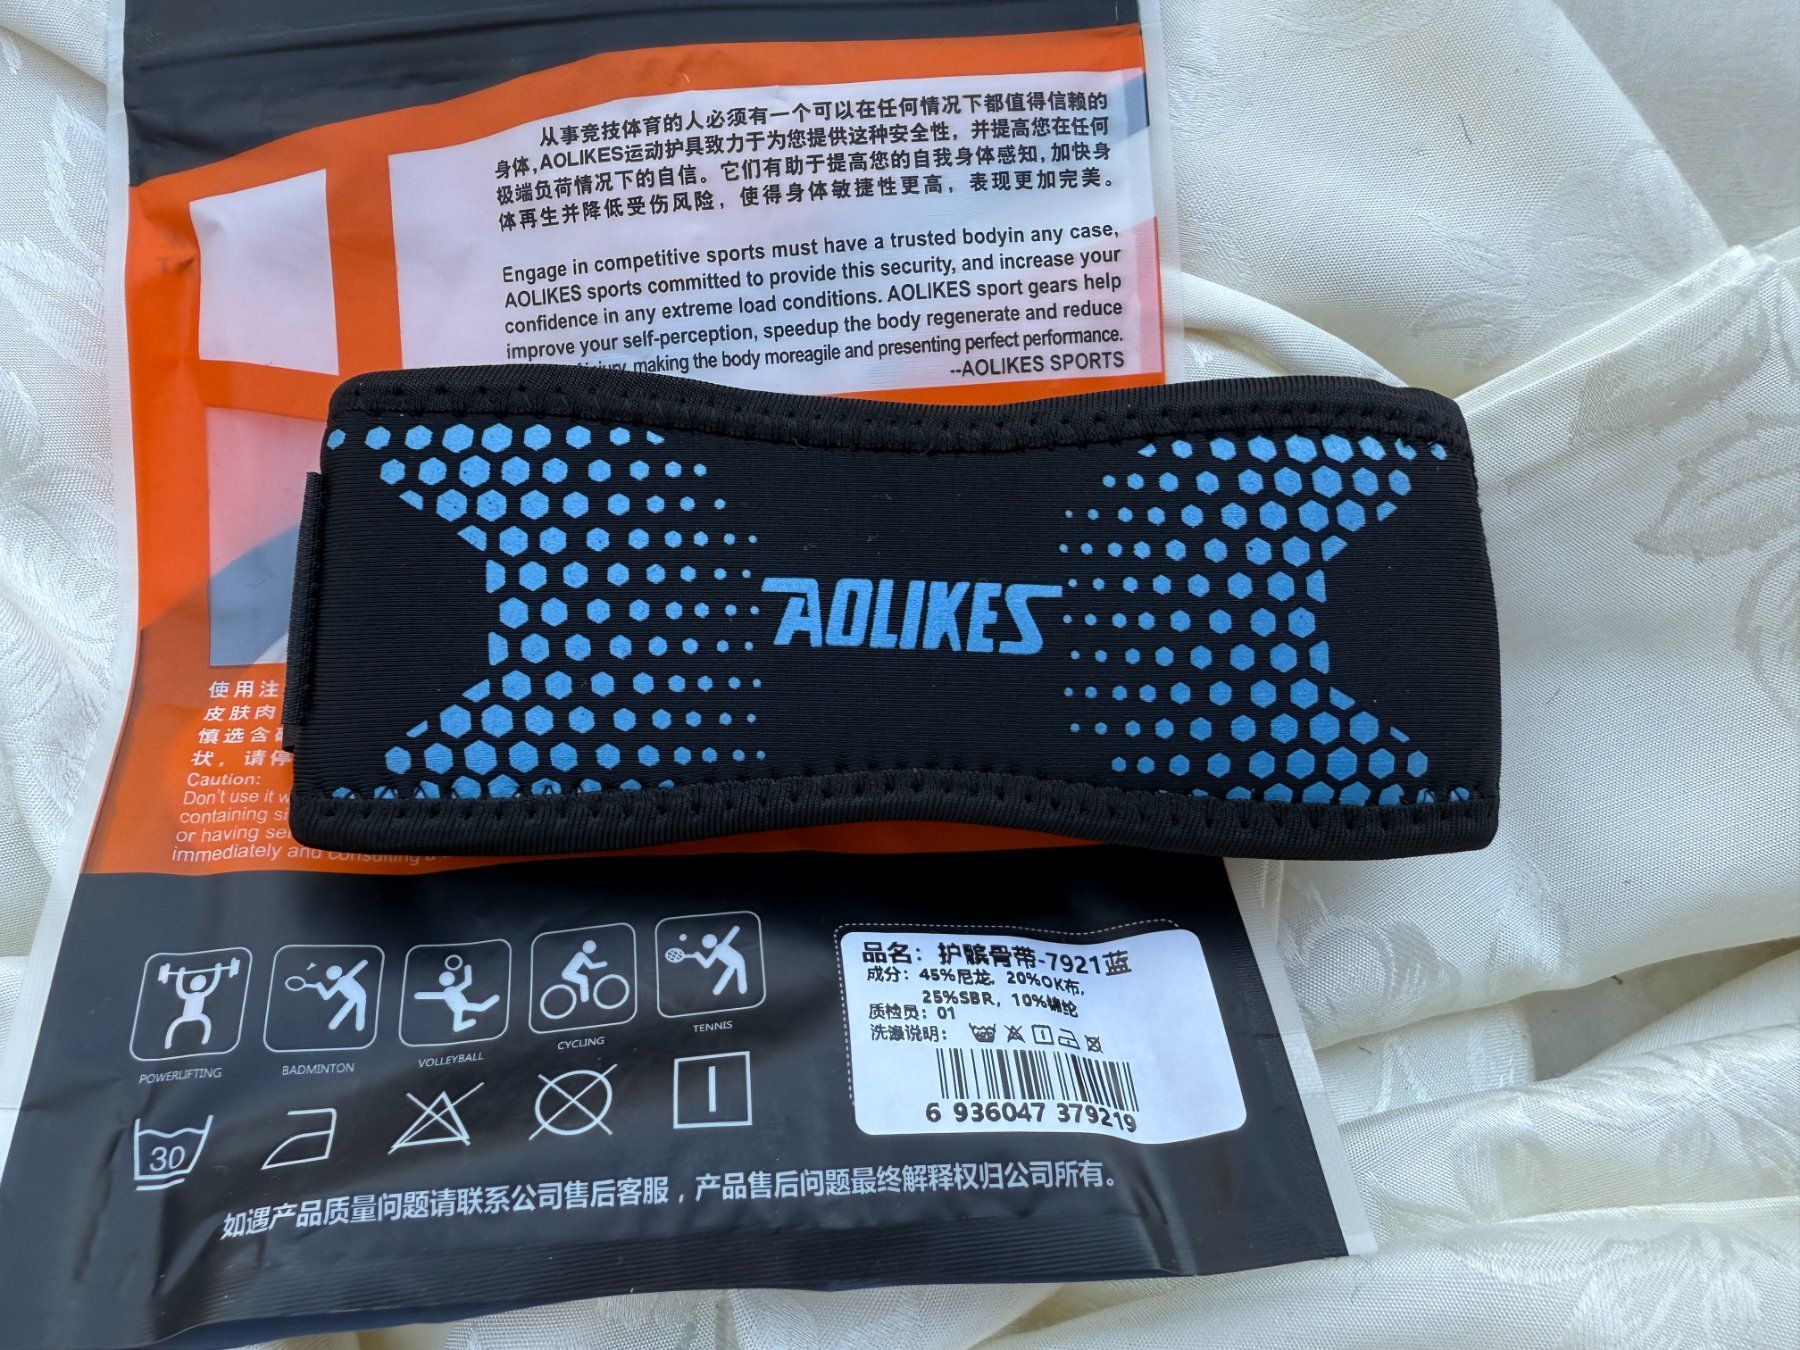 从事竞技体育的人必须有一个可以在任何情况下都值得信赖的
身体,AOLIKES运动护具致力于为您提供这种安全性，并提高您在任何
极端负荷情况下的自信。它们有助于提高您的自我身体感知,加快身
体再生并降低受伤风险，使得身体敏捷性更高，表现更加完美。
Engage in competitive sports must have a trusted bodyin any case,
AOLIKES sports committed to provide this security, and increase your
confidence in any extreme load conditions. AOLIKES sport gears help
improve your self-perception, speedup the body regenerate and reduce
making the body moreagile and presenting perfect performance.
--AOLIKES SPORTS
AOLIKES
使用注
皮肤肉
慎选含
状，请停
Caution:
Don't use it
containing
or having
immediately and consulting
POWERLIFTING
BADMINTON
VOLLEYBALL
CYCLING
TENNIS
30
品名：护髌骨带-7921蓝
成分：45%尼龙，20%OK布，
25%SBR，10%锦纶
质检员：01
洗涤说明：
6 936047 379219
如遇产品质量问题请联系公司售后客服，产品售后问题最终解释权归公司所有。